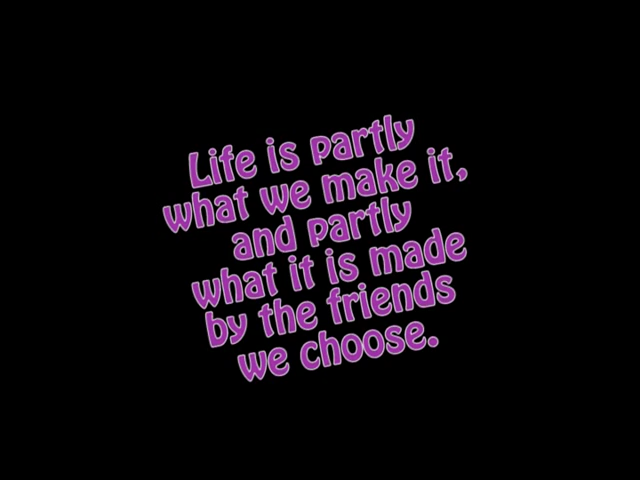 Life is partly
what we make it,
and partly
what it is made
by the friends
we choose.